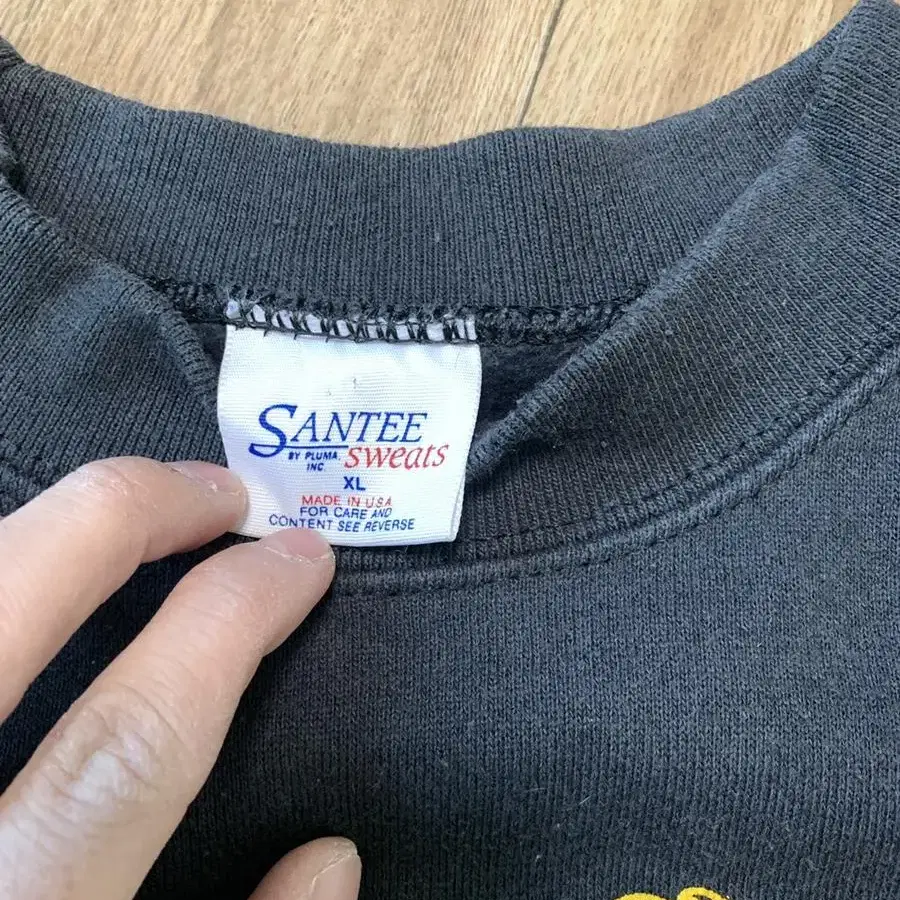 SANTEE
BY PLUMA, sweats
INC.
XL
MADE IN USA
FOR CARE AND
CONTENT SEE REVERSE